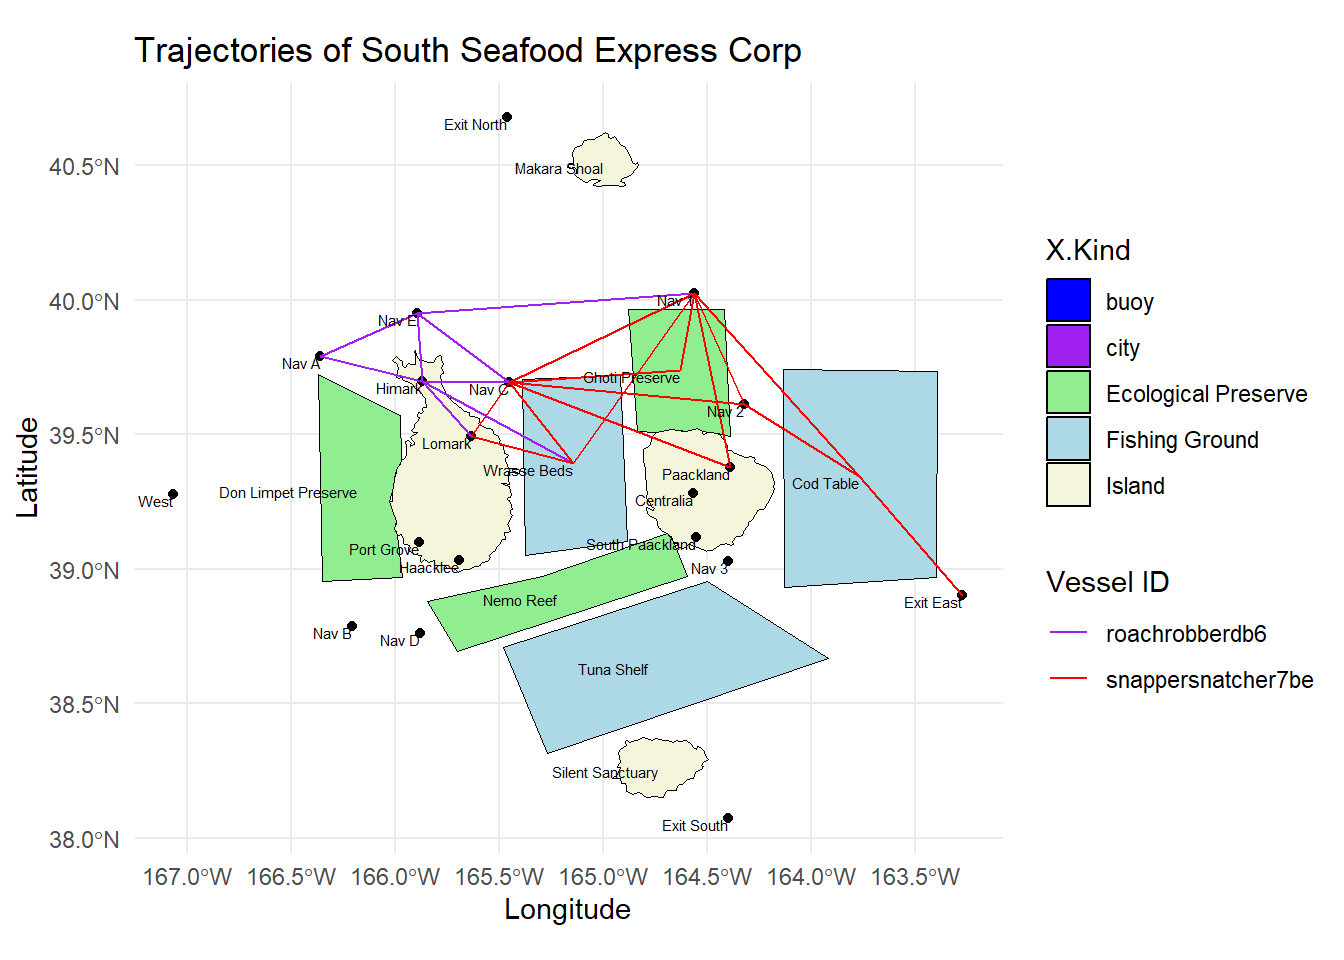 Trajectories of South Seafood Express Corp
Exit North
Makara Shoal
Nav E
Nav A
Himark
Nav C
Ghoti Preserve
Nav 2
Lomark
Wrasse Beds
Paackland
Cod Table
West
Don Limpet Preserve
Centralia
Port Grove
Haacklee
South Paackland
Nav 3
Nemo Reef
Exit East
Nav B
Nav D
Tuna Shelf
Silent Sanctuary
Exit South
40.5°N
40.0°N
39.5°N
39.0°N
38.5°N
38.0°N
Latitude
167.0°W 166.5°W 166.0°W 165.5°W 165.0°W 164.5°W 164.0°W 163.5°W
Longitude
X.Kind
buoy
city
Ecological Preserve
Fishing Ground
Island
Vessel ID
roachrobberdb6
snappersnatcher7be